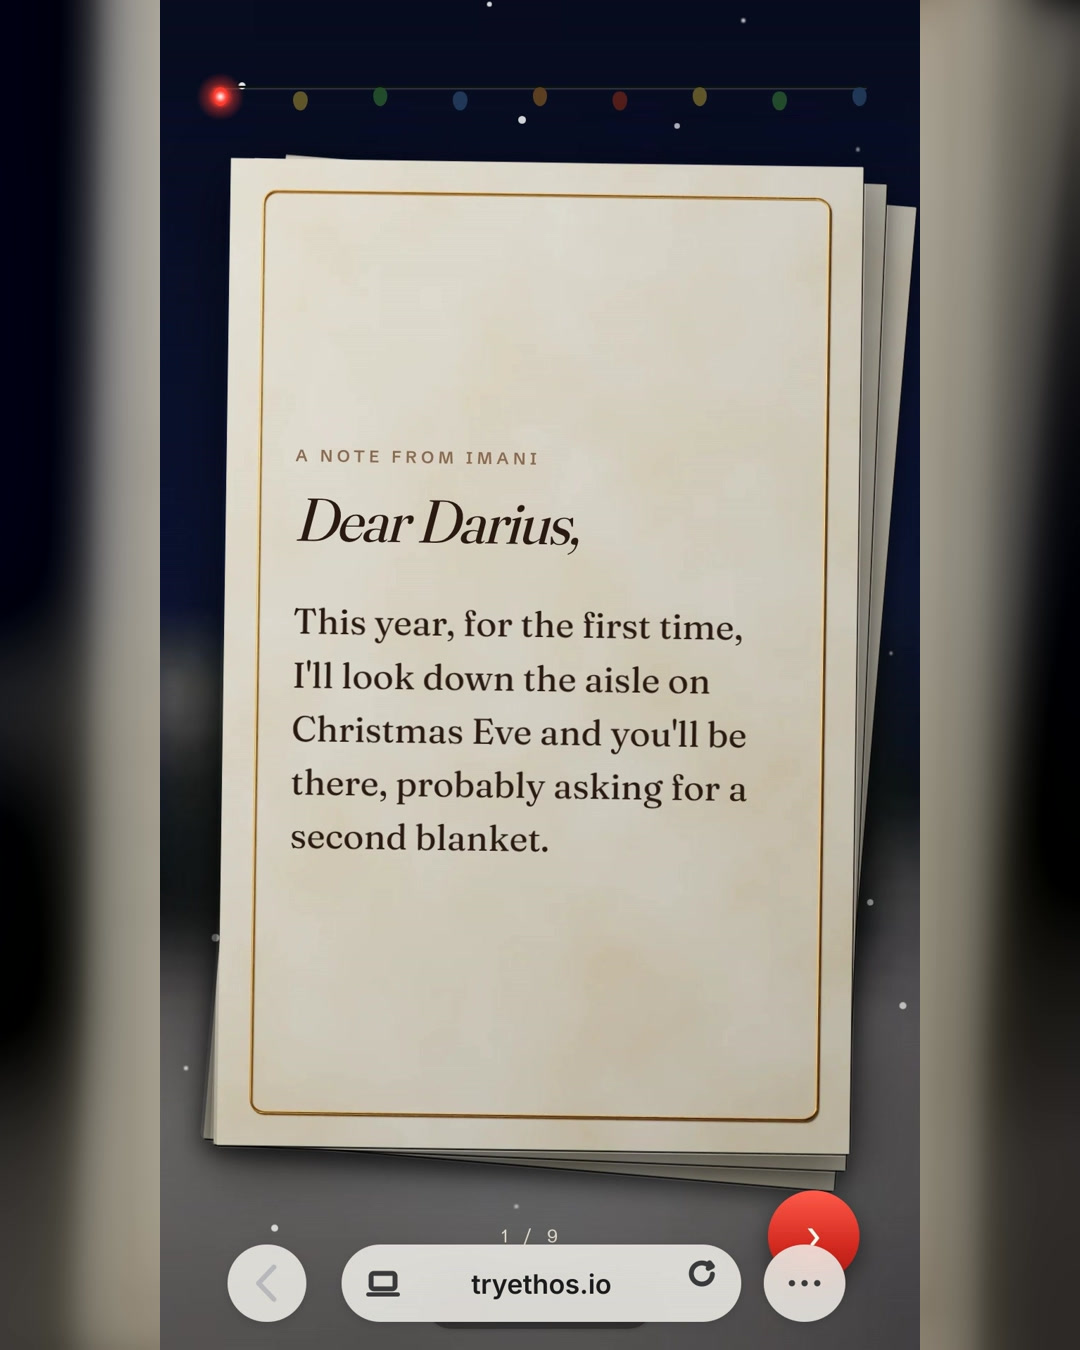 A NOTE FROM IMANI
Dear Darius,
This year, for the first time,
I'll look down the aisle on
Christmas Eve and you'll be
there, probably asking for a
second blanket.
1 / 9
tryethos.io